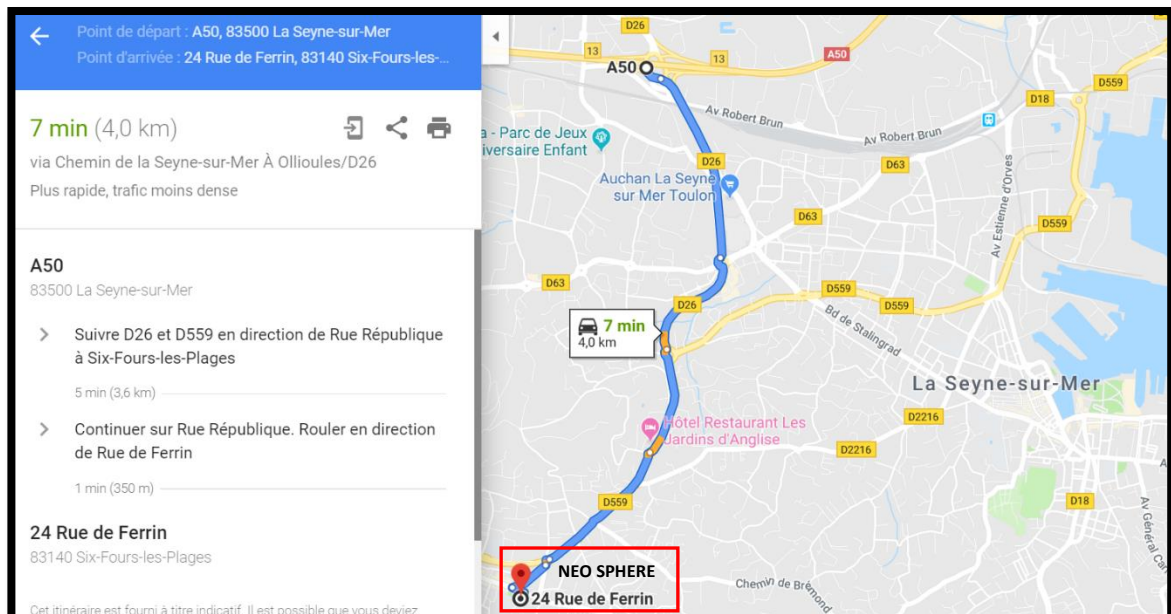 Point de départ : A50, 83500 La Seyne-sur-Mer
Point d'arrivée : 24 Rue de Ferrin, 83140 Six-Fours-les-...
7 min (4,0 km)
via Chemin de la Seyne-sur-Mer À Ollioules/D26
Plus rapide, trafic moins dense
A50
83500 La Seyne-sur-Mer
Suivre D26 et D559 en direction de Rue République
à Six-Fours-les-Plages
5 min (3,6 km)
Continuer sur Rue République. Rouler en direction
de Rue de Ferrin
1 min (350 m)
24 Rue de Ferrin
83140 Six-Fours-les-Plages
Cet itinéraire est fourni à titre indicatif. Il est possible que vous deviez
D26
13
13
A50
A50
D559
D18
Av Robert Brun
Av Robert Brun
a - Parc de Jeux
iversaire Enfant
D26
D63
Auchan La Seyne
sur Mer Toulon
Av Estienne d'Orves
D63
D559
D63
D559
D26
D559
7 min
4,0 km
Bd de Stalingrad
La Seyne-sur-Mer
D2216
Hôtel Restaurant Les
Jardins d'Anglise
D2216
D559
D18
Av Général
NEO SPHERE
24 Rue de Ferrin
Chemin de Brémond